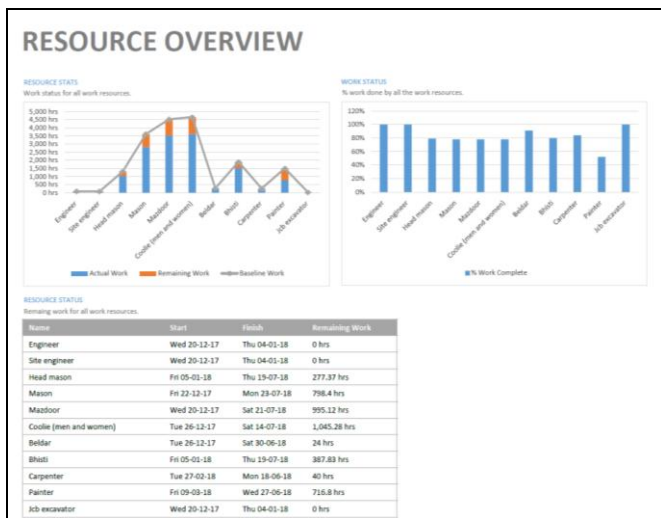 RESOURCE OVERVIEW
RESOURCE STATS
Work status for all work resources.
5,000 hrs
4,500 hrs
4,000 hrs
3,500 hrs
3,000 hrs
2,500 hrs
2,000 hrs
1,500 hrs
1,000 hrs
500 hrs
0 hrs
Engineer
Site engineer
Head mason
Mason
Mazdoor
Coolie (men and women)
Beldar
Bhisti
Carpenter
Painter
Jcb excavator
Actual Work Remaining Work Baseline Work
WORK STATUS
% work done by all the work resources.
120%
100%
80%
60%
40%
20%
0%
Engineer
Site engineer
Head mason
Mason
Mazdoor
Coolie (men and women)
Beldar
Bhisti
Carpenter
Painter
Jcb excavator
% Work Complete
RESOURCE STATUS
Remaing work for all work resources.
Name Start Finish Remaining Work
Engineer Wed 20-12-17 Thu 04-01-18 0 hrs
Site engineer Wed 20-12-17 Thu 04-01-18 0 hrs
Head mason Fri 05-01-18 Thu 19-07-18 277.37 hrs
Mason Fri 22-12-17 Mon 23-07-18 798.4 hrs
Mazdoor Wed 20-12-17 Sat 21-07-18 995.12 hrs
Coolie (men and women) Tue 26-12-17 Sat 14-07-18 1,045.28 hrs
Beldar Tue 26-12-17 Sat 30-06-18 24 hrs
Bhisti Fri 05-01-18 Thu 19-07-18 387.83 hrs
Carpenter Tue 27-02-18 Mon 18-06-18 40 hrs
Painter Fri 09-03-18 Wed 27-06-18 716.8 hrs
Jcb excavator Wed 20-12-17 Thu 04-01-18 0 hrs